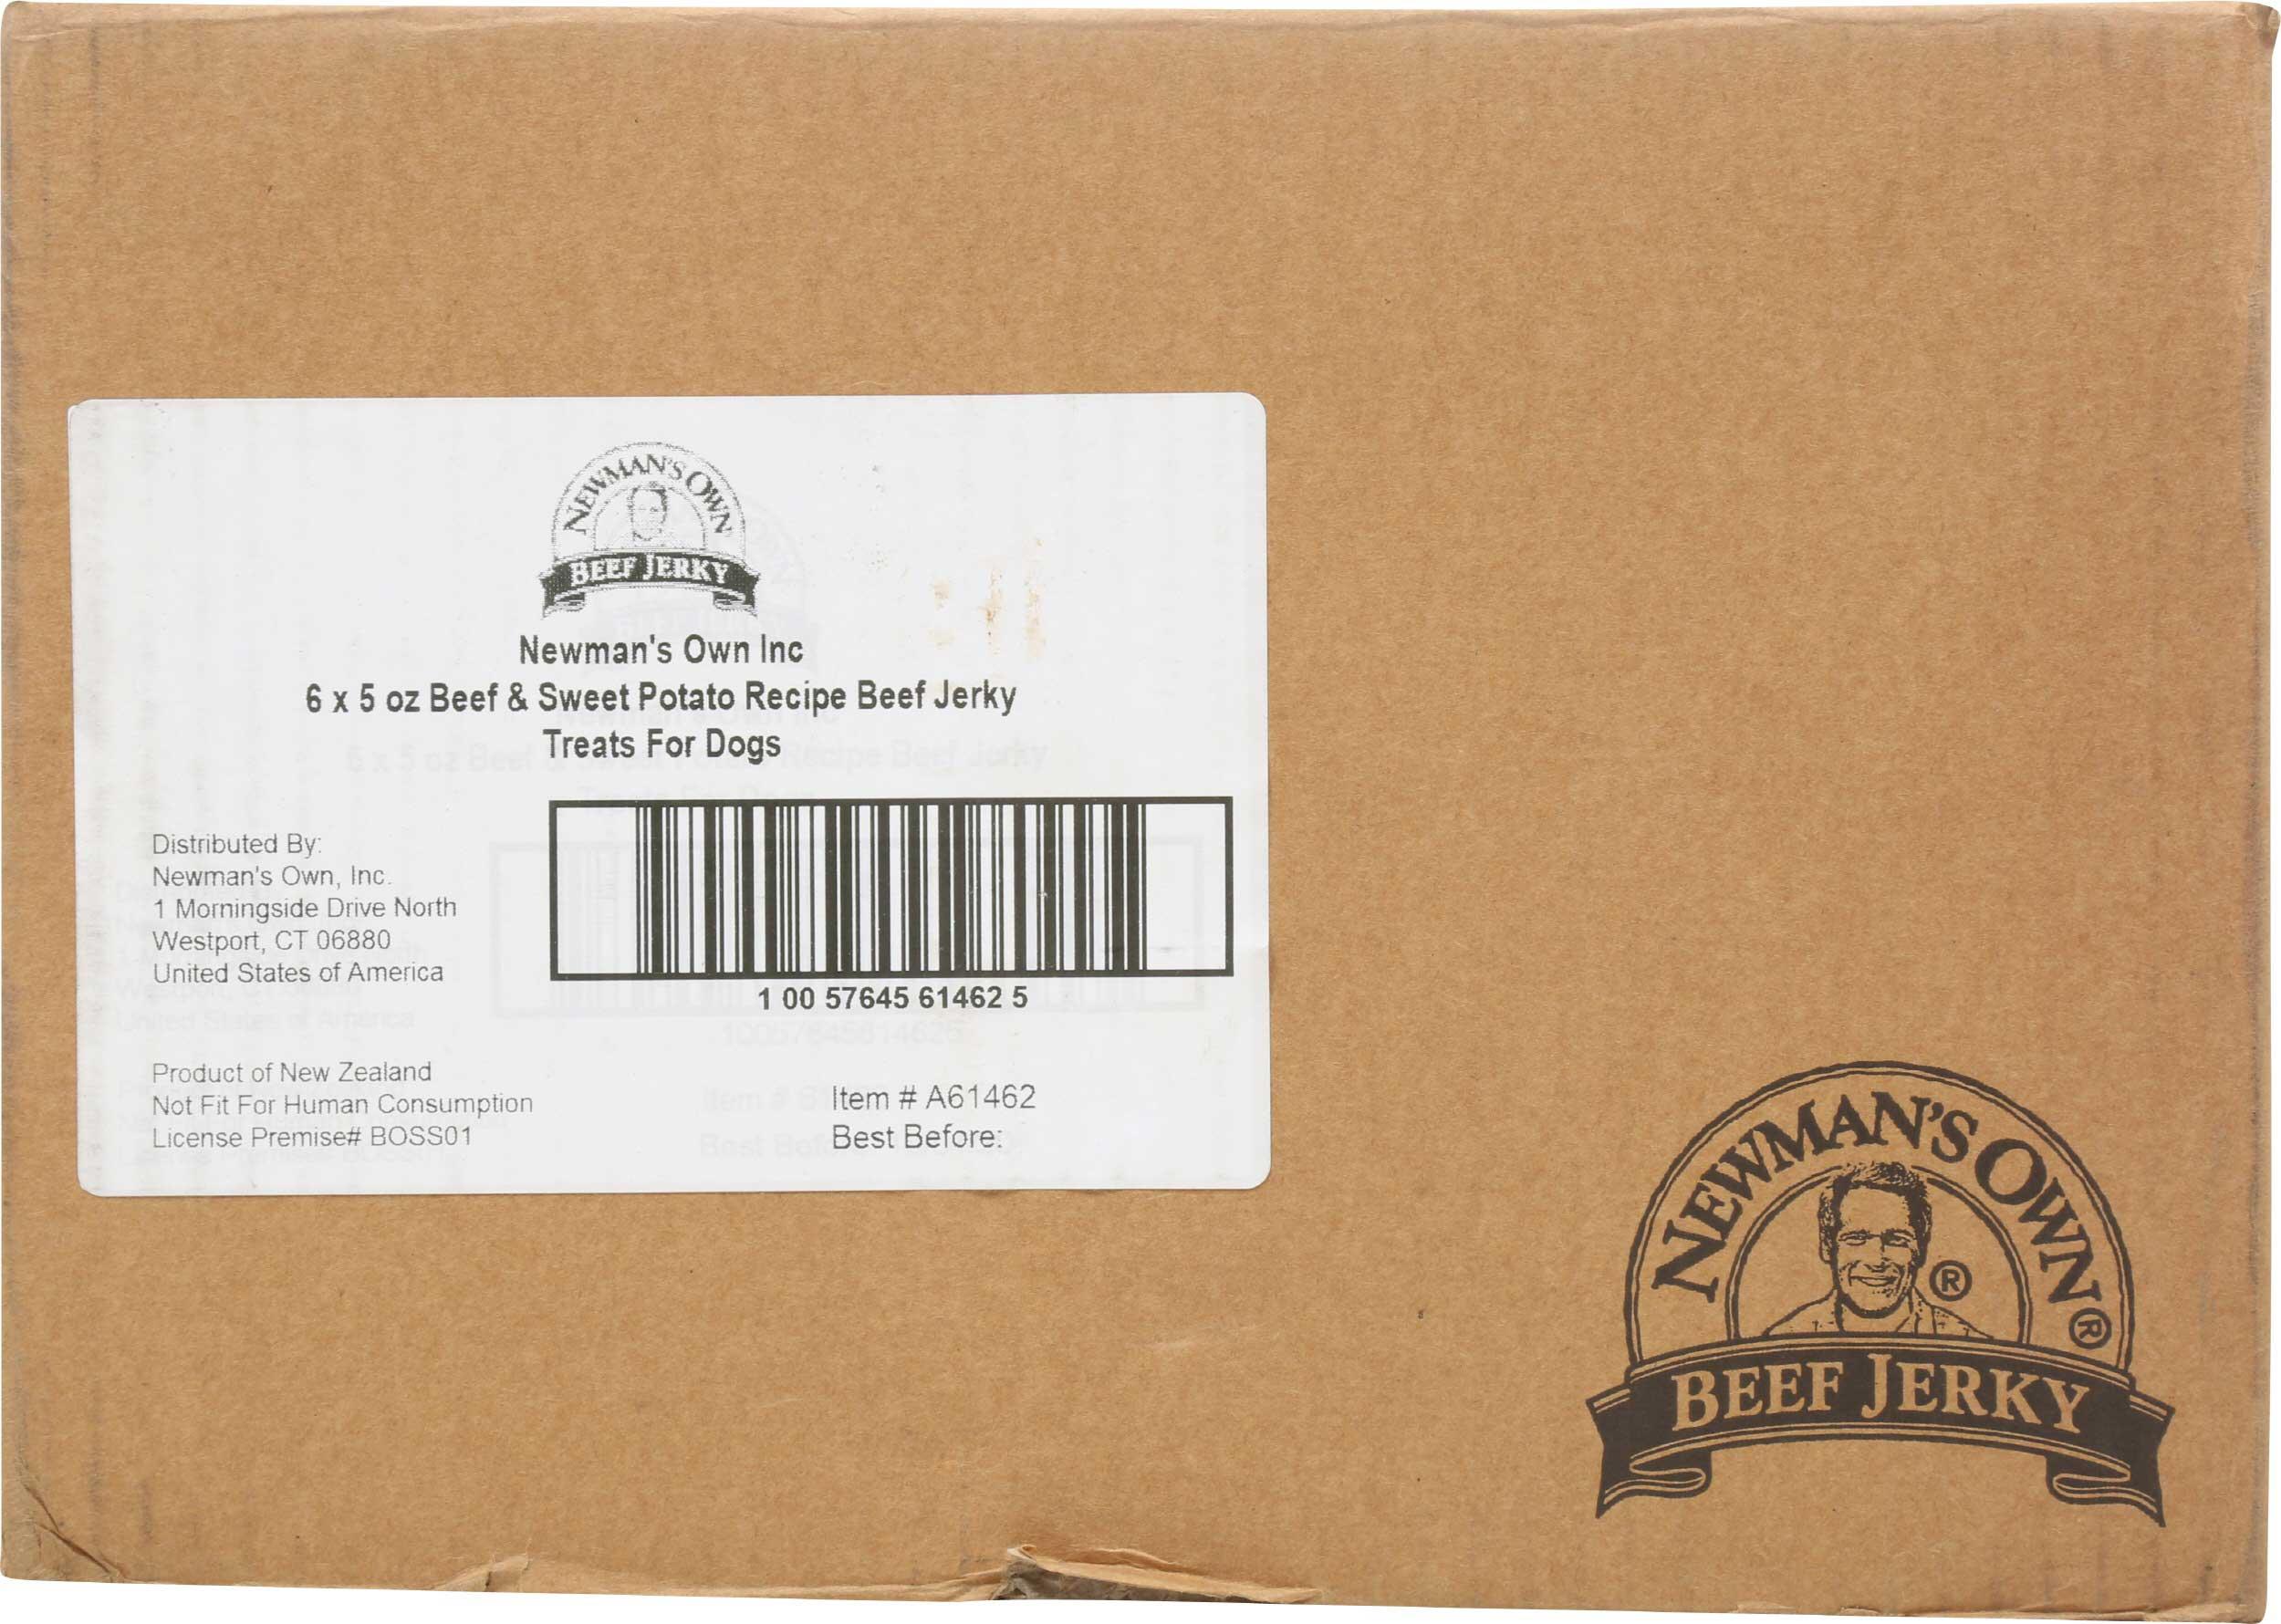 NEWMAN'S OWN
BEEF JERKY
Newman's Own Inc
6 x 5 oz Beef & Sweet Potato Recipe Beef Jerky
Treats For Dogs
Distributed By:
Newman's Own, Inc.
1 Morningside Drive North
Westport, CT 06880
United States of America
1 00 57645 61462 5
Product of New Zealand
Not Fit For Human Consumption
License Premise# BOSS01
Item # A61462
Best Before:
NEWMAN'S OWN®
®
BEEF JERKY